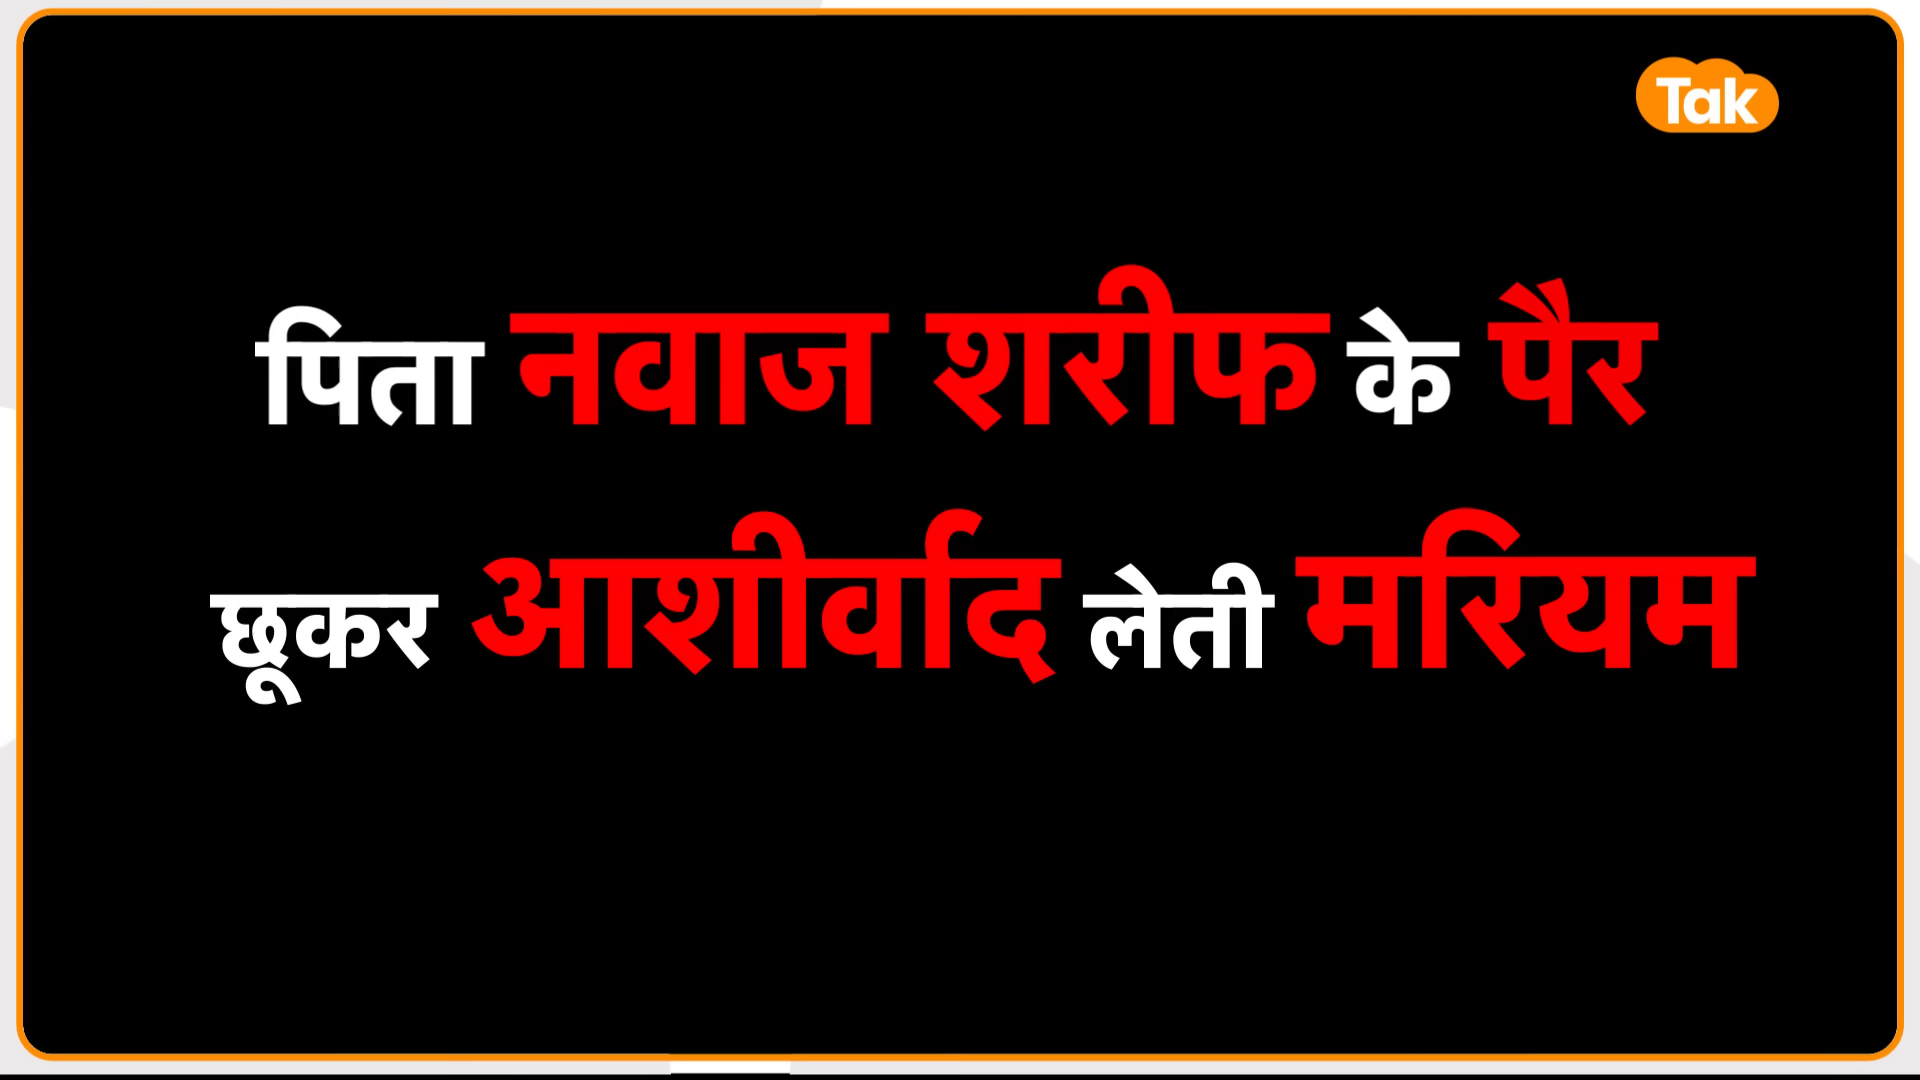 Tak
पिता नवाज शरीफ के पैर
छूकर आशीर्वाद लेती मरियम